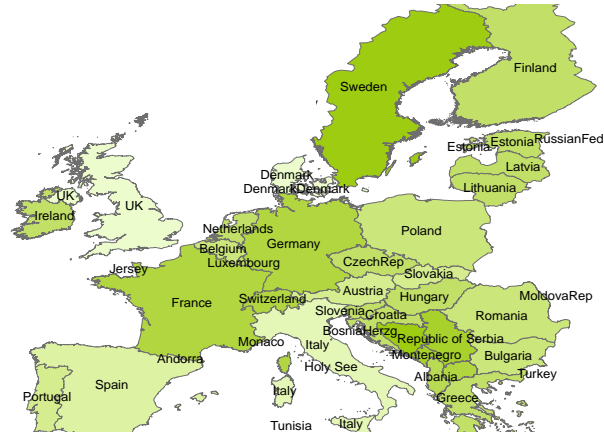 Finland
Sweden
Estonia
RussianFed
Estonia
Latvia
Denmark
Lithuania
Denmark
Denmark
UK
UK
Ireland
Netherlands
Poland
Germany
Belgium
CzechRep
Luxembourg
Jersey
Slovakia
Austria
MoldovaRep
Switzerland
Hungary
France
Slovenia
Croatia
Romania
BosniaHerzg
Republic of Serbia
Monaco
Italy
Montenegro
Bulgaria
Andorra
Holy See
Turkey
Albania
Spain
Italy
Portugal
Greece
Tunisia
Italy